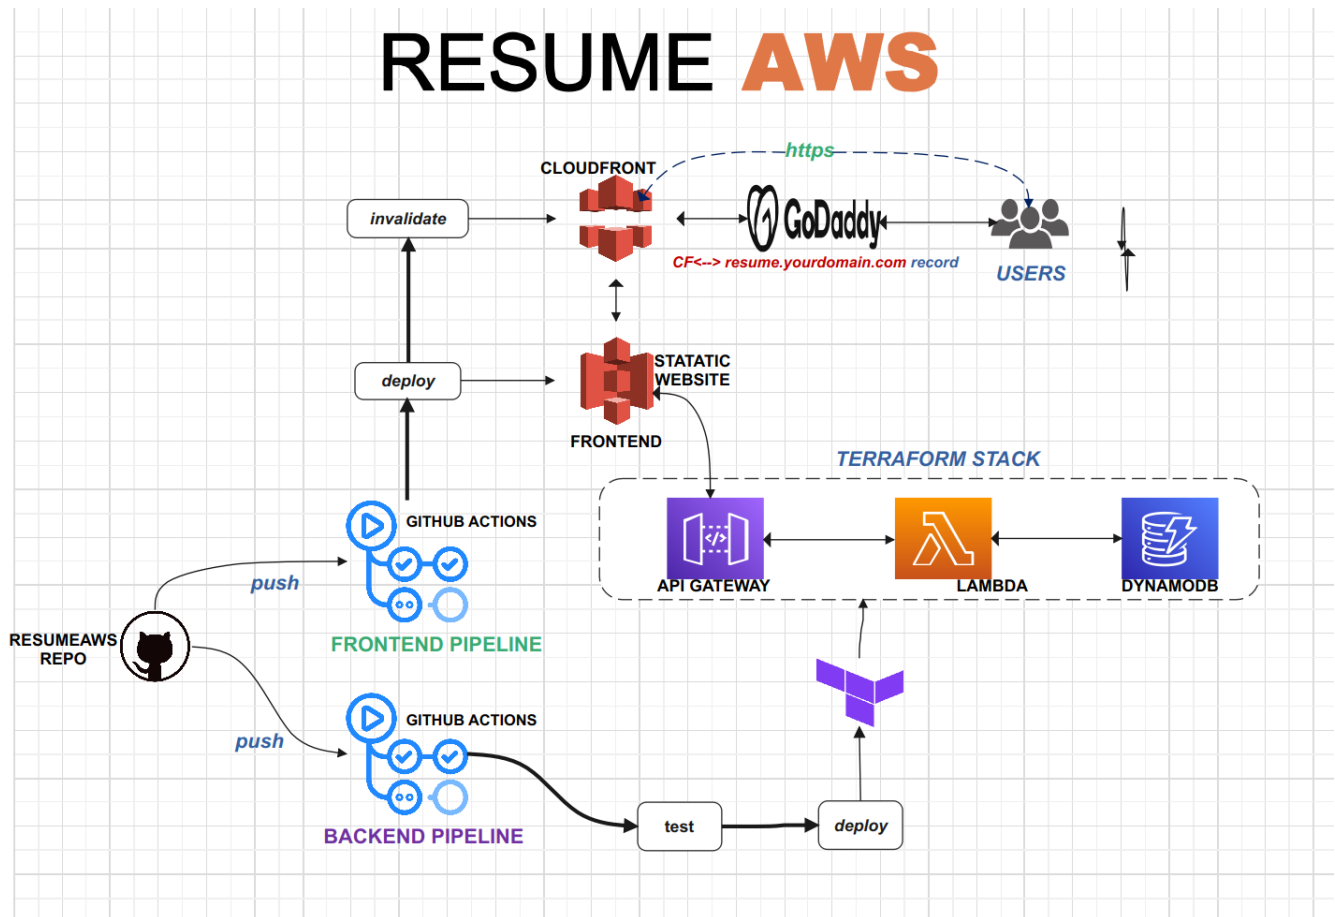 RESUME AWS
https
CLOUDFRONT
invalidate
GoDaddy
CF<--> resume.yourdomain.com record
USERS
deploy
STATATIC
WEBSITE
FRONTEND
TERRAFORM STACK
GITHUB ACTIONS
</>
API GATEWAY
LAMBDA
DYNAMODB
push
RESUMEAWS
REPO
FRONTEND PIPELINE
GITHUB ACTIONS
push
BACKEND PIPELINE
test
deploy